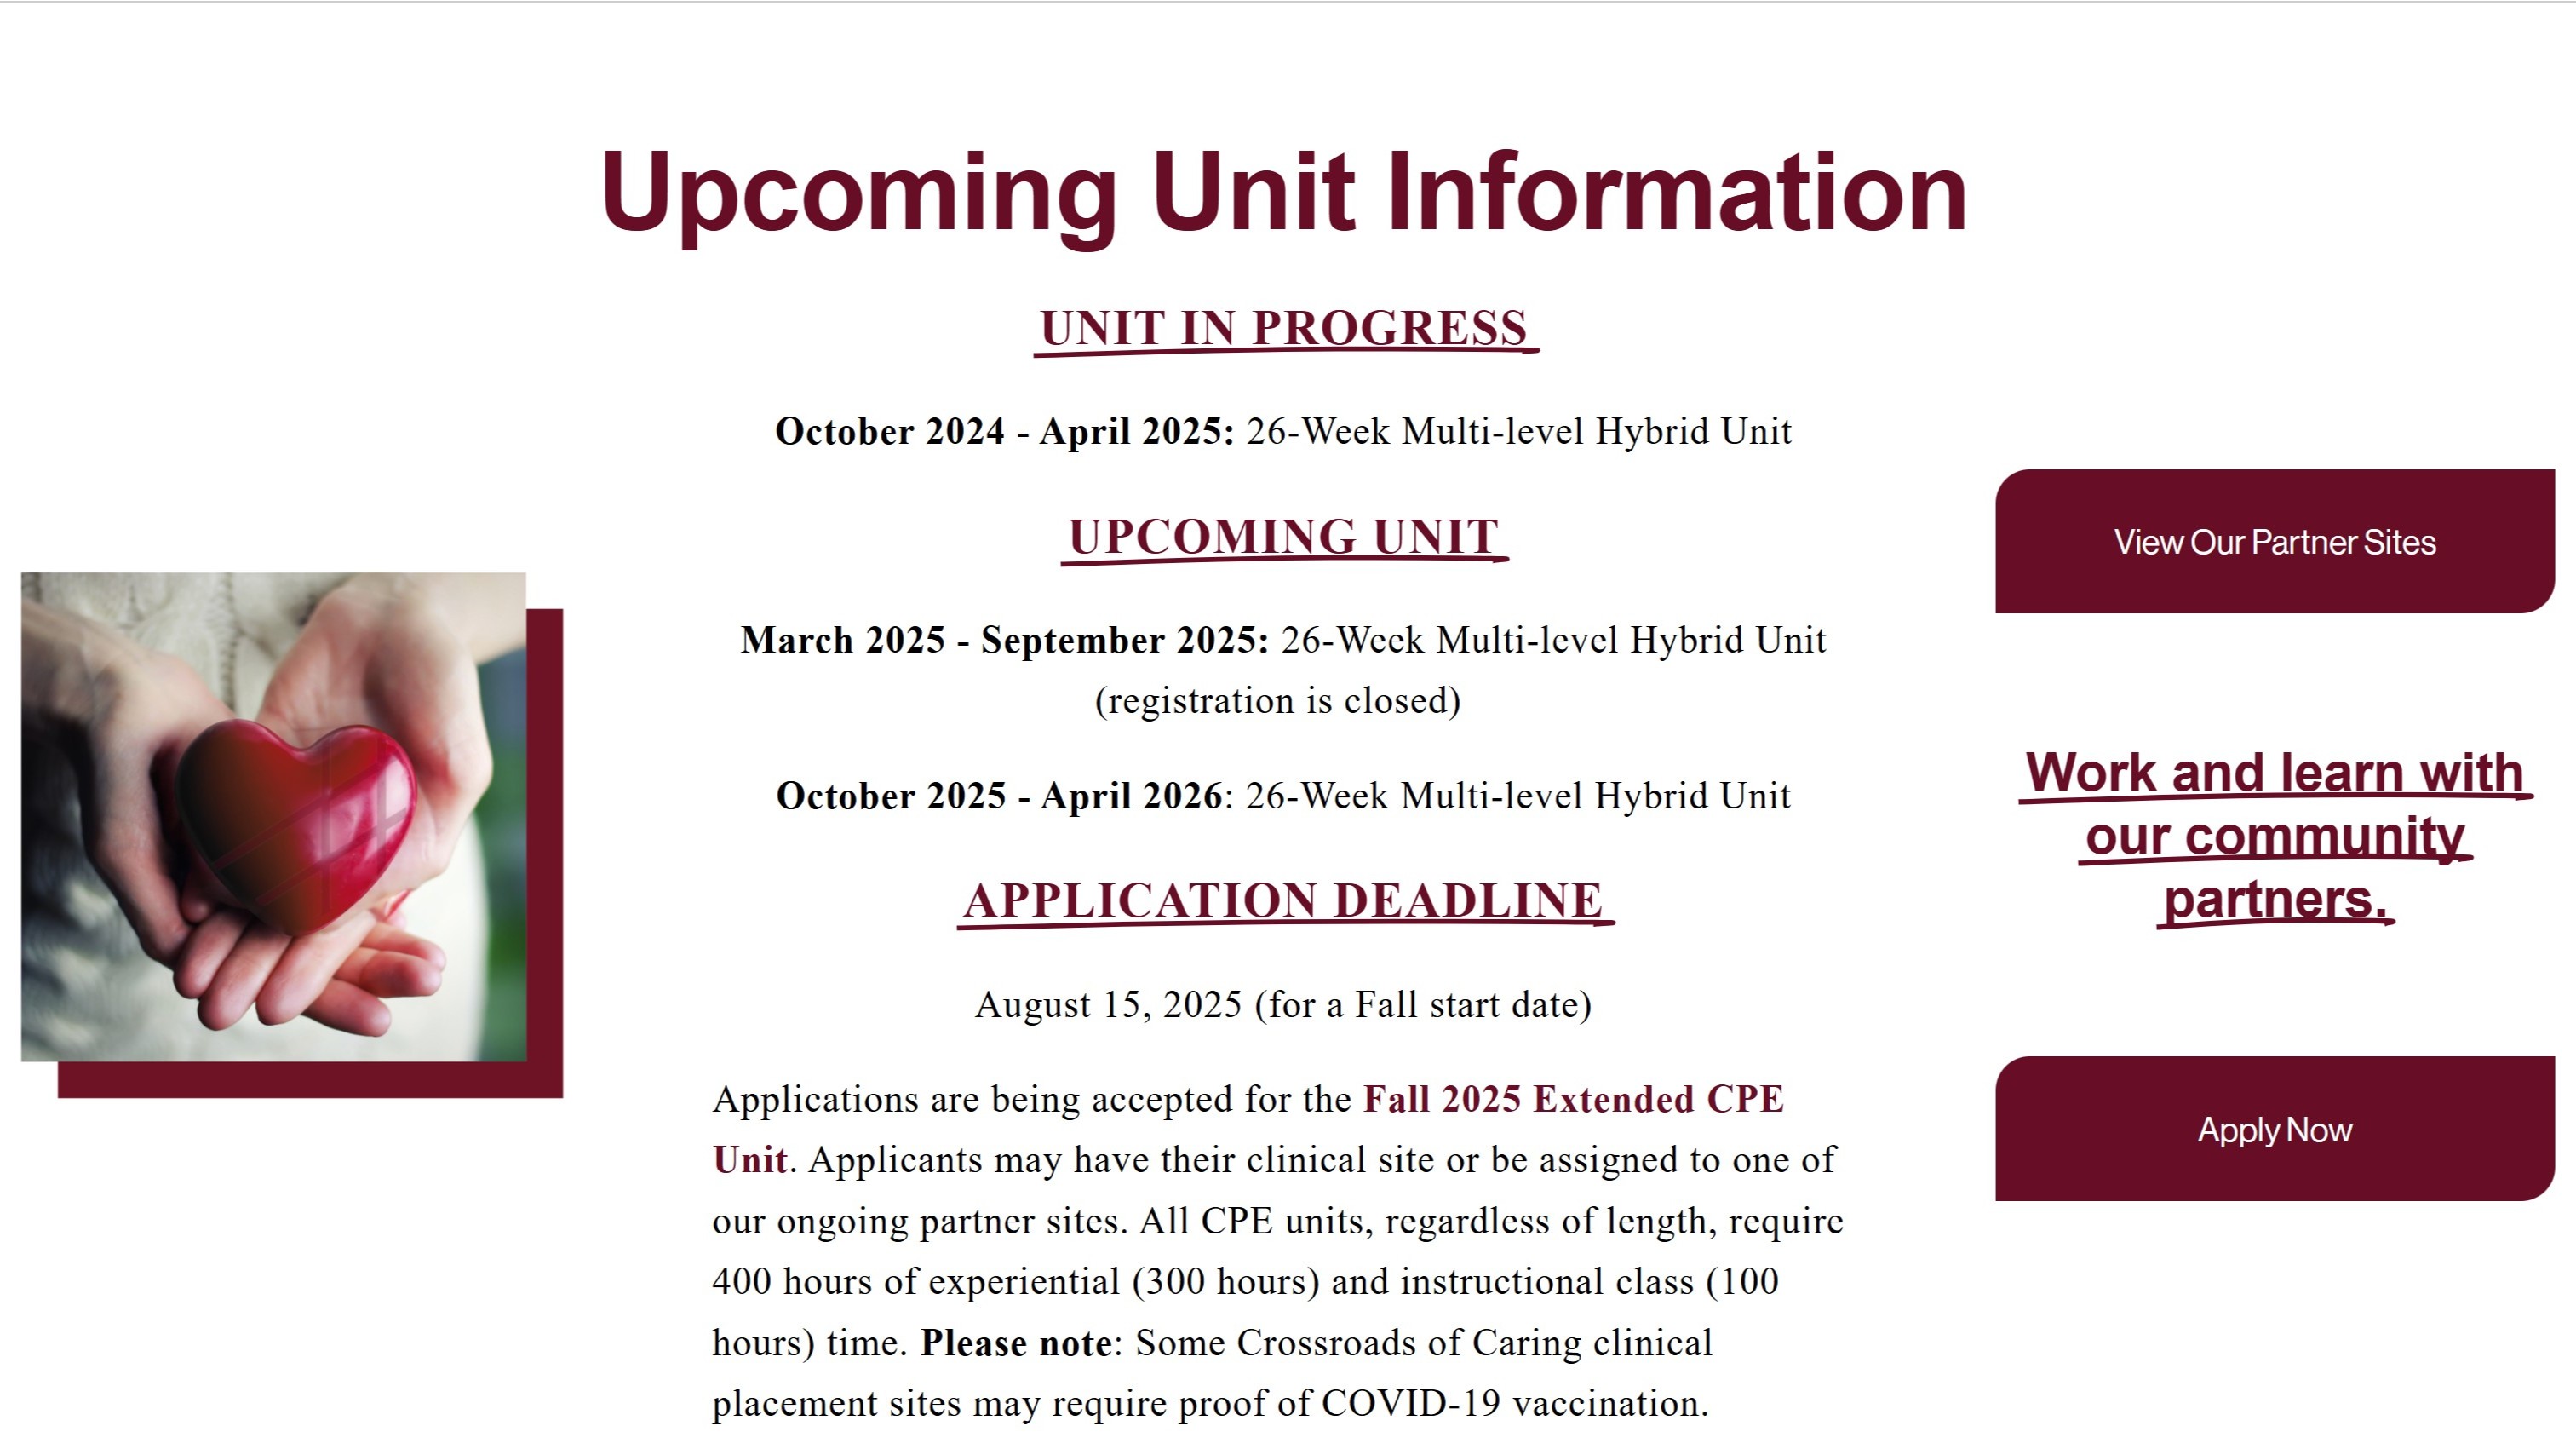 Upcoming Unit Information
UNIT IN PROGRESS
October 2024 - April 2025: 26-Week Multi-level Hybrid Unit
UPCOMING UNIT
March 2025 - September 2025: 26-Week Multi-level Hybrid Unit
(registration is closed)
October 2025 - April 2026: 26-Week Multi-level Hybrid Unit
APPLICATION DEADLINE
August 15, 2025 (for a Fall start date)
Applications are being accepted for the Fall 2025 Extended CPE
Unit. Applicants may have their clinical site or be assigned to one of
our ongoing partner sites. All CPE units, regardless of length, require
400 hours of experiential (300 hours) and instructional class (100
hours) time. Please note: Some Crossroads of Caring clinical
placement sites may require proof of COVID-19 vaccination.
View Our Partner Sites
Work and learn with
our community
partners.
Apply Now